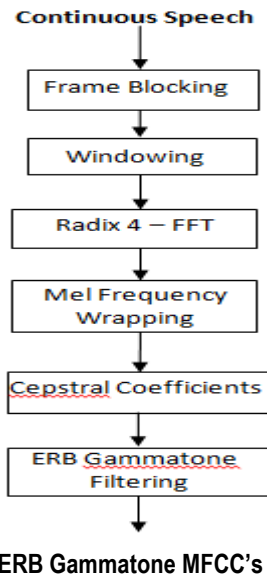 Continuous Speech
Frame Blocking
Windowing
Radix 4 – FFT
Mel Frequency
Wrapping
Cepstral Coefficients
ERB Gammatone
Filtering
ERB Gammatone MFCC's